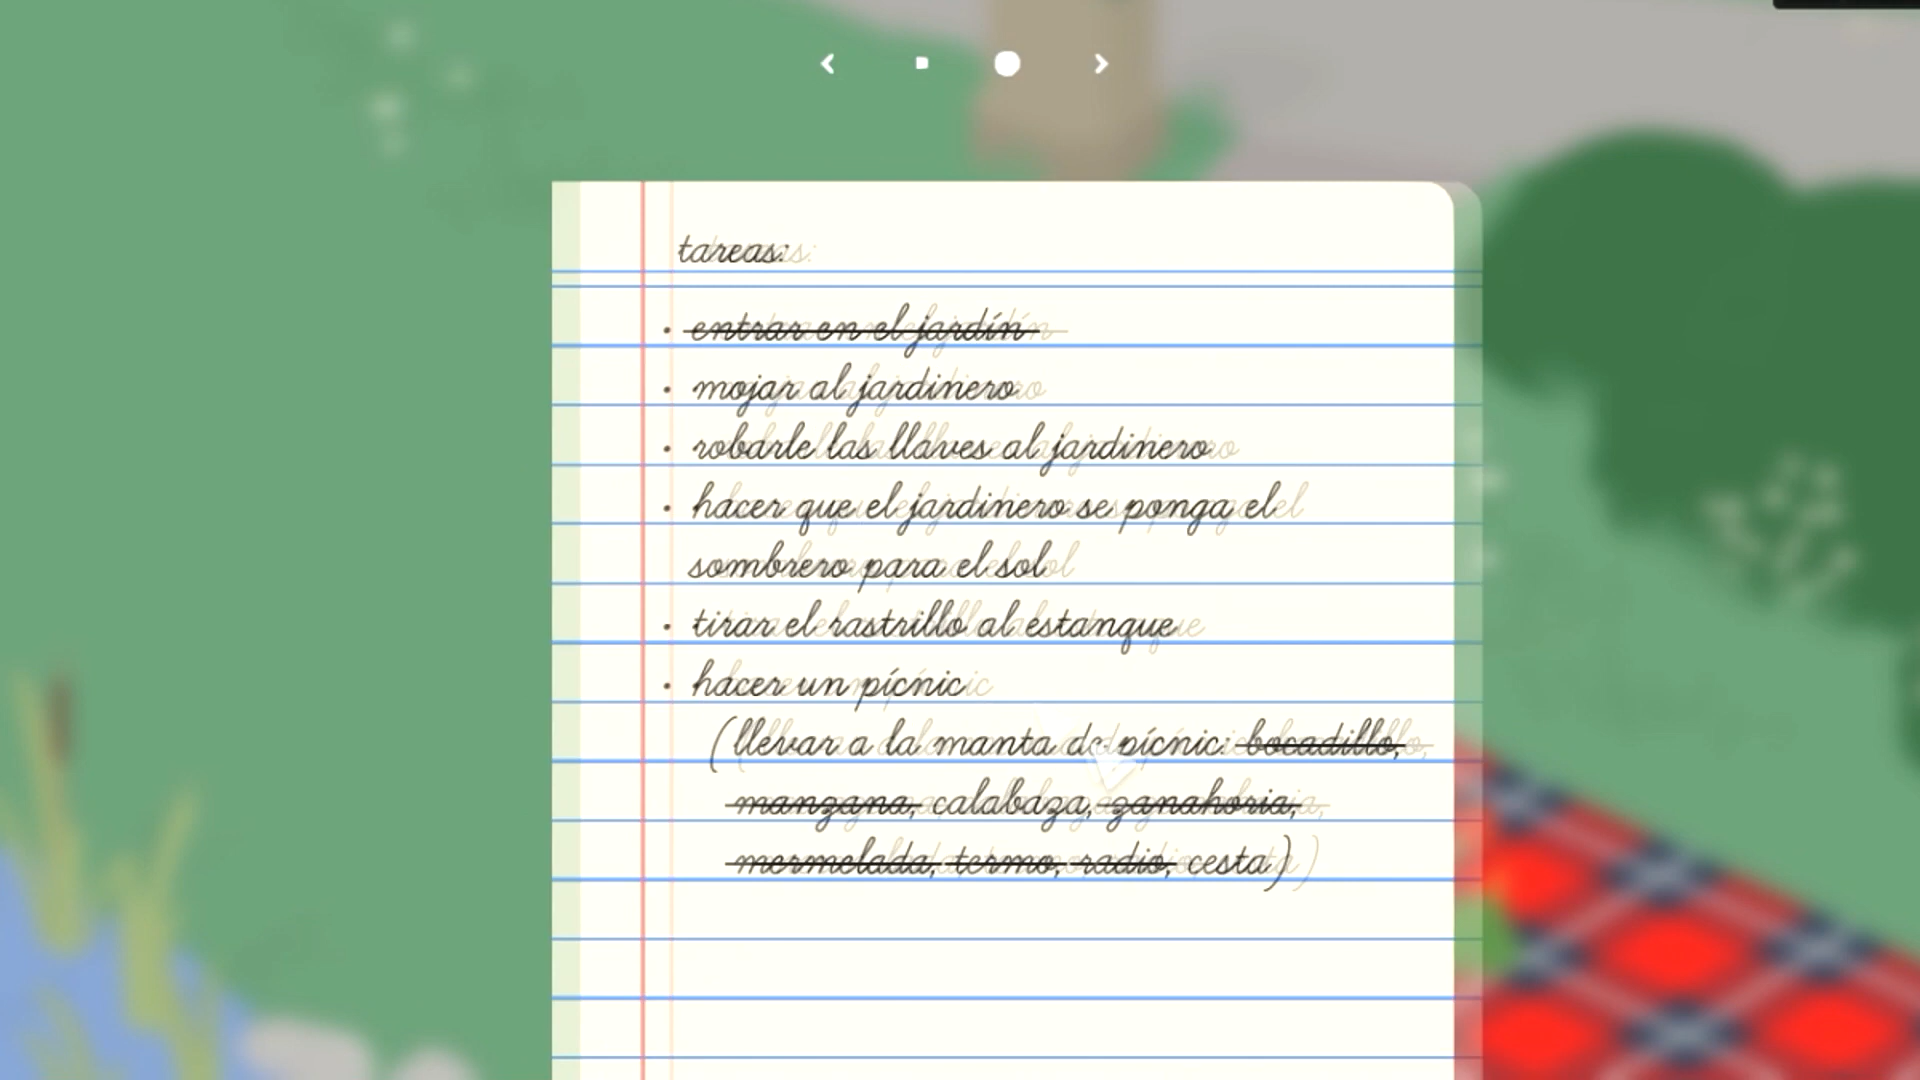 tareas:
• entrar en el jardín
• mojar al jardinero
• robarle las llaves al jardinero
• hacer que el jardinero se ponga el
sombrero para el sol
• tirar el rastrillo al estanque
• hacer un pícnic
(llevar a la manta de pícnic: bocadillo,
manzana, calabaza, zanahoria,
mermelada, termo, radio, cesta)